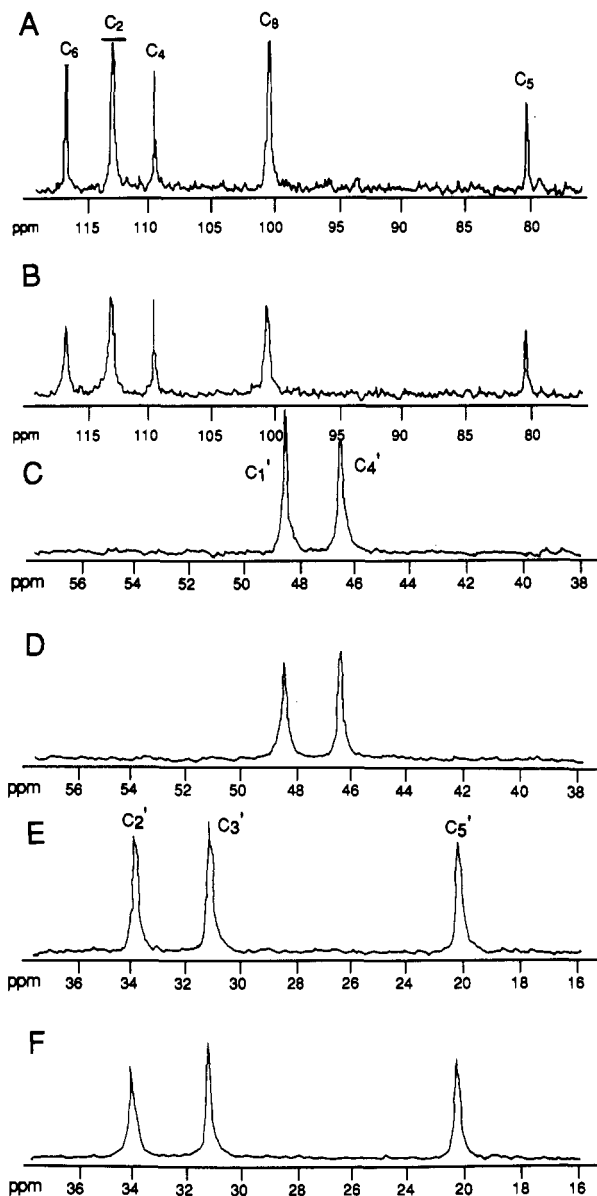 A
C6 C2 C4 C8 C5
ppm 115 110 105 100 95 90 85 80
B
ppm 115 110 105 100 95 90 85 80
C
C1' C4'
ppm 56 54 52 50 48 46 44 42 40 38
D
ppm 56 54 52 50 48 46 44 42 40 38
E
C2' C3' C5'
ppm 36 34 32 30 28 26 24 22 20 18 16
F
ppm 36 34 32 30 28 26 24 22 20 18 16